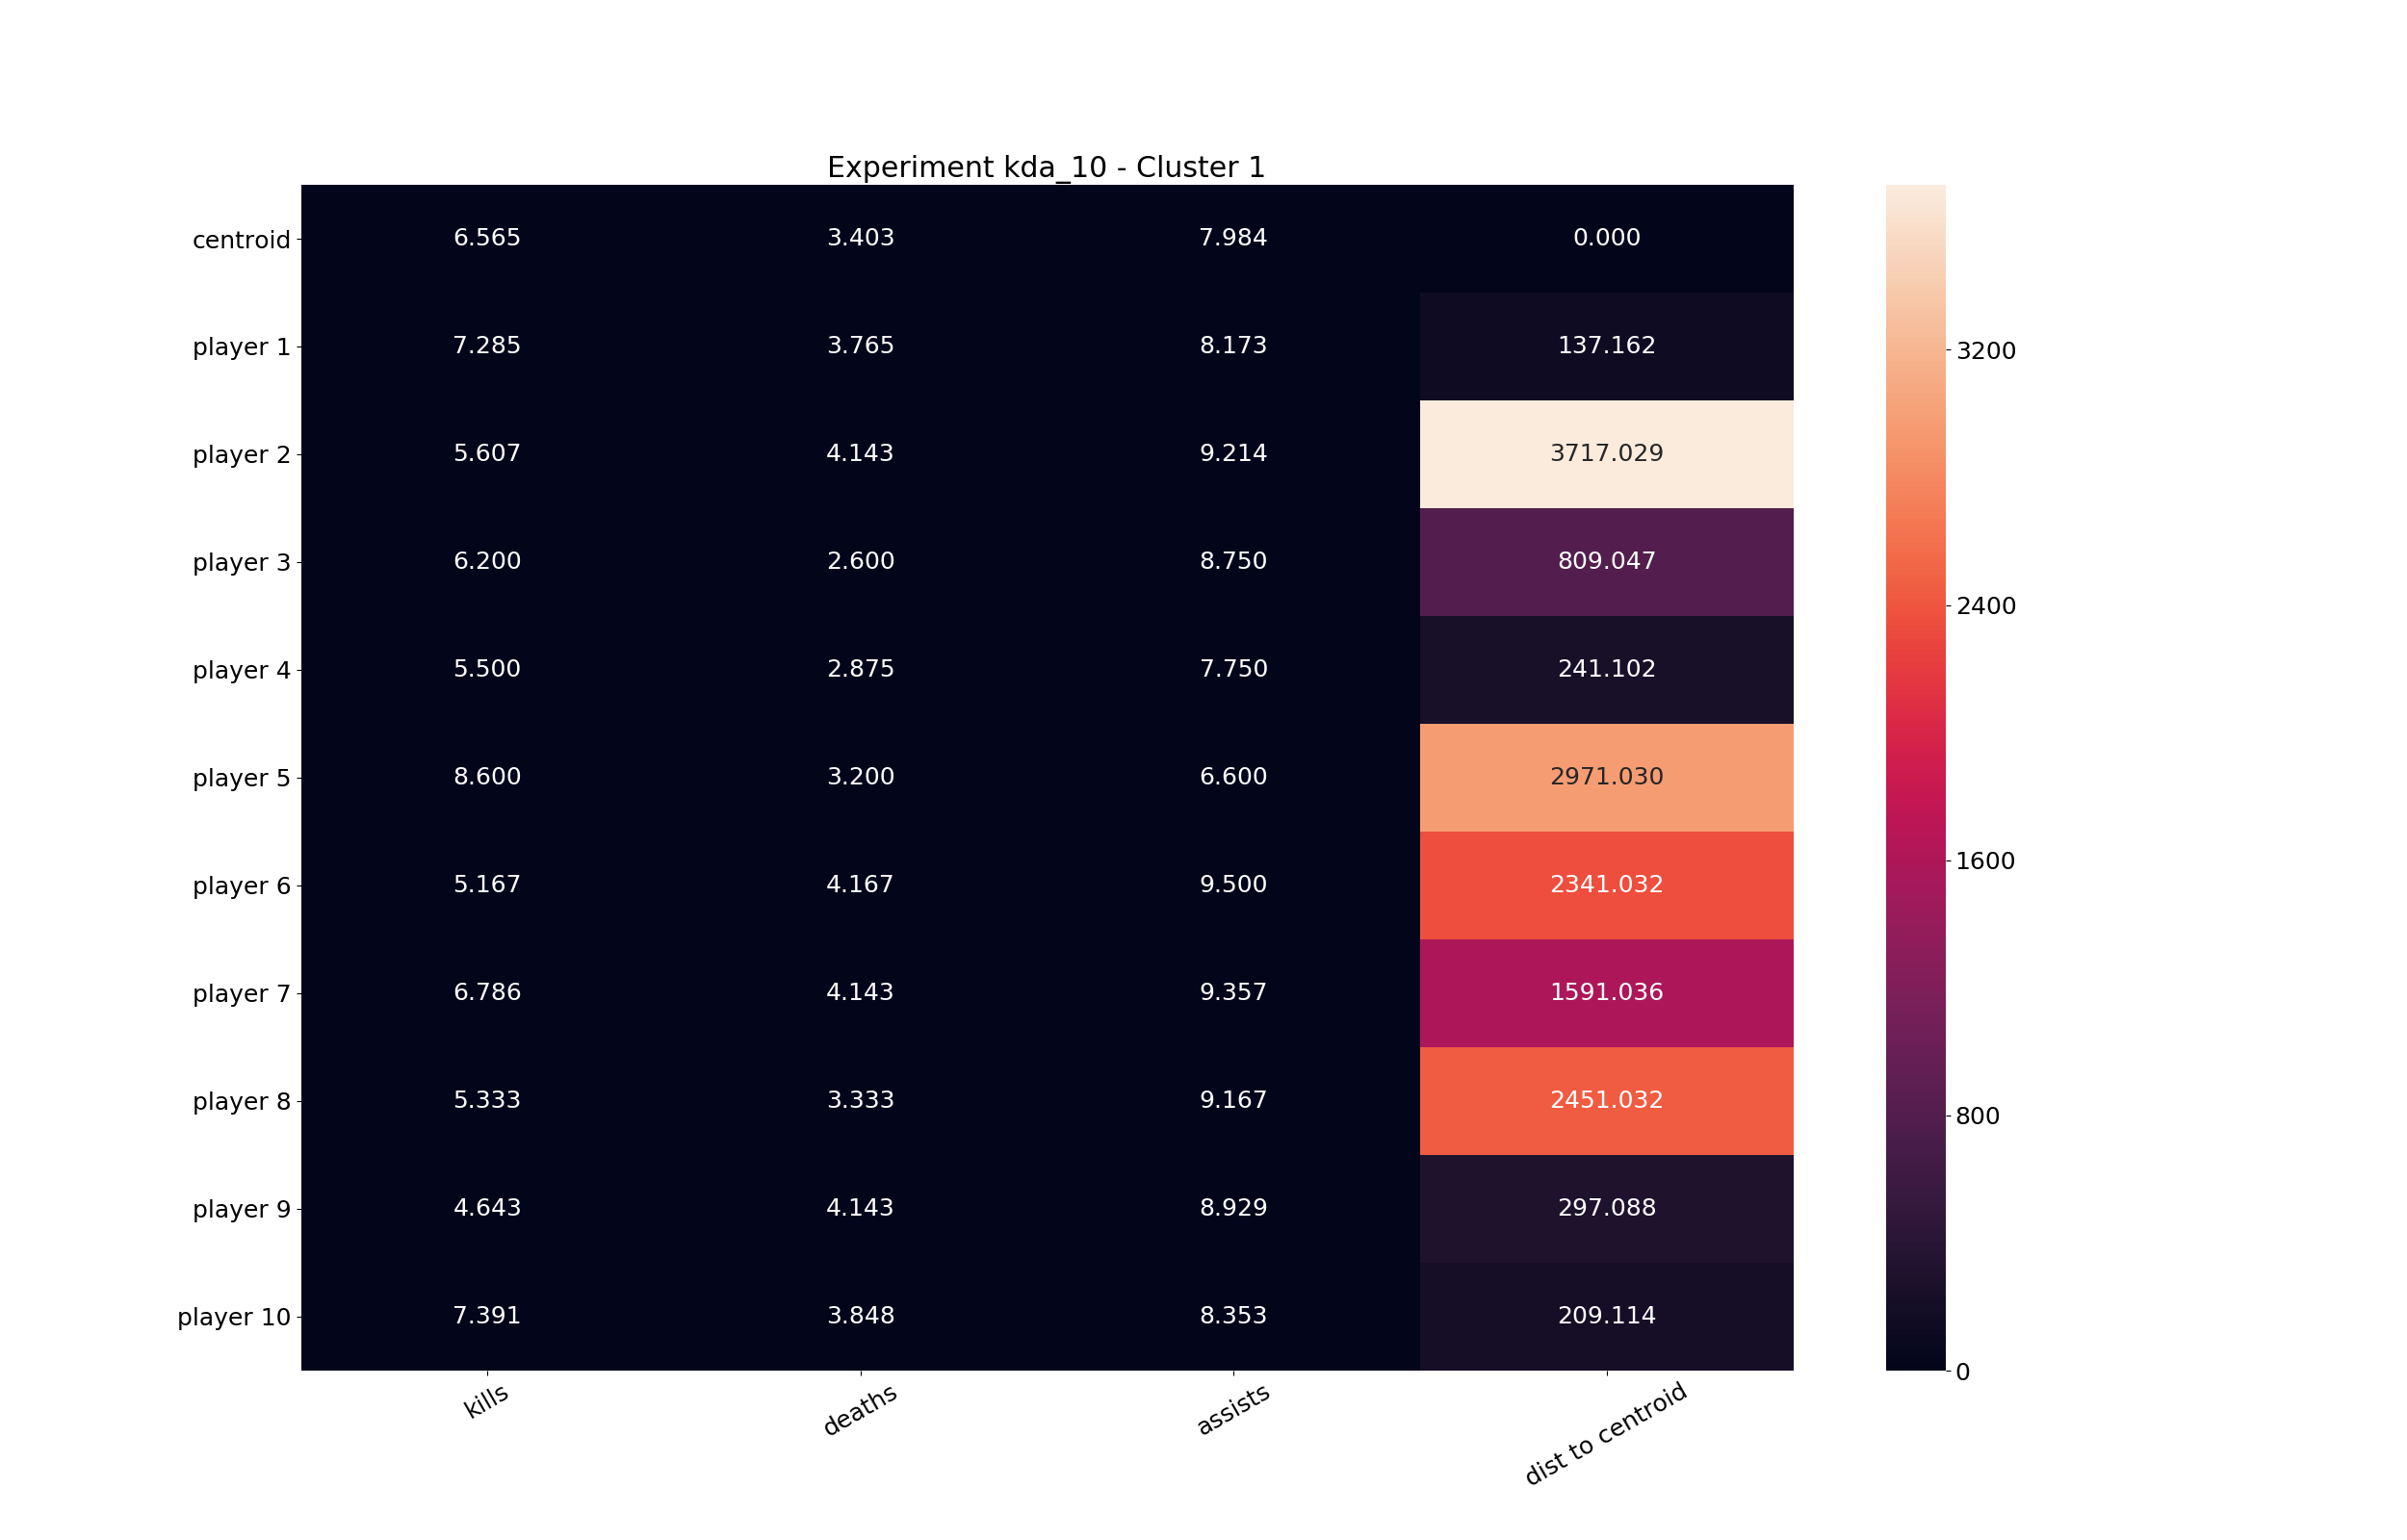 Experiment kda_10 - Cluster 1
centroid 6.565 3.403 7.984 0.000
player 1 7.285 3.765 8.173 137.162
player 2 5.607 4.143 9.214 3717.029
player 3 6.200 2.600 8.750 809.047
player 4 5.500 2.875 7.750 241.102
player 5 8.600 3.200 6.600 2971.030
player 6 5.167 4.167 9.500 2341.032
player 7 6.786 4.143 9.357 1591.036
player 8 5.333 3.333 9.167 2451.032
player 9 4.643 4.143 8.929 297.088
player 10 7.391 3.848 8.353 209.114
kills deaths assists dist to centroid
3200
2400
1600
800
0